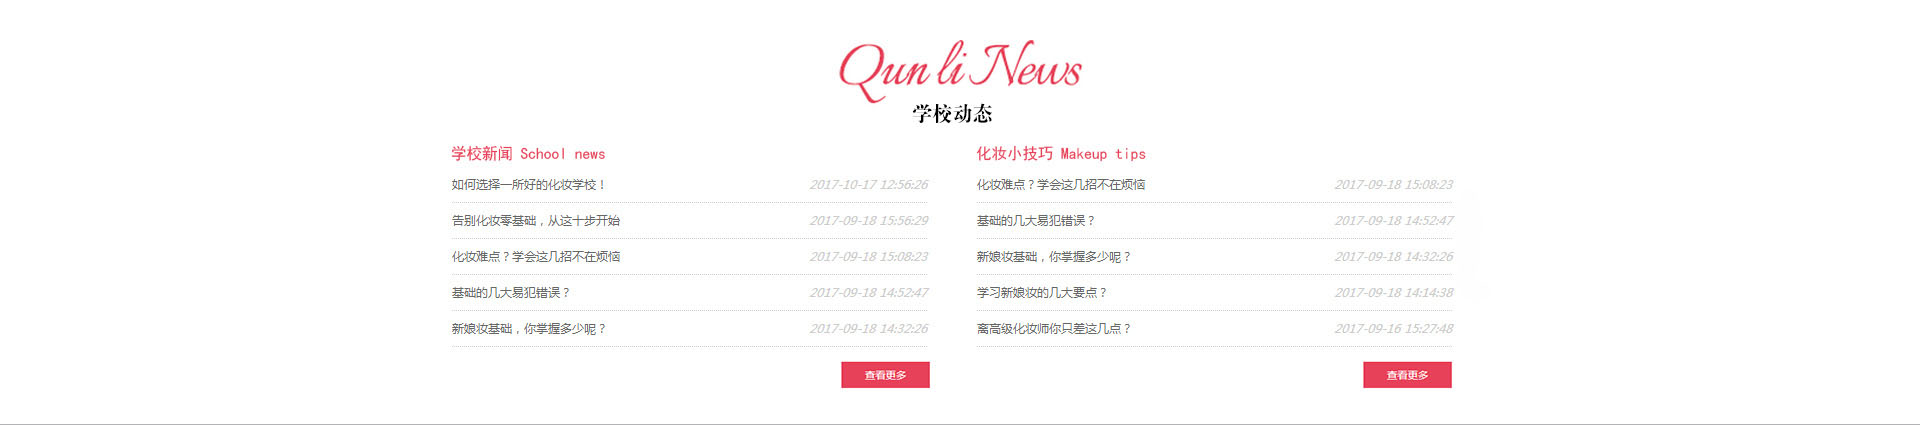 Qun li News
学校动态
学校新闻 School news
如何选择一所好的化妆学校！ 2017-10-17 12:56:26
告别化妆零基础，从这十步开始 2017-09-18 15:56:29
化妆难点？学会这几招不在烦恼 2017-09-18 15:08:23
基础的几大易犯错误？ 2017-09-18 14:52:47
新娘妆基础，你掌握多少呢？ 2017-09-18 14:32:26
查看更多
化妆小技巧 Makeup tips
化妆难点？学会这几招不在烦恼 2017-09-18 15:08:23
基础的几大易犯错误？ 2017-09-18 14:52:47
新娘妆基础，你掌握多少呢？ 2017-09-18 14:32:26
学习新娘妆的几大要点？ 2017-09-18 14:14:38
离高级化妆师你只差这几点？ 2017-09-16 15:27:48
查看更多